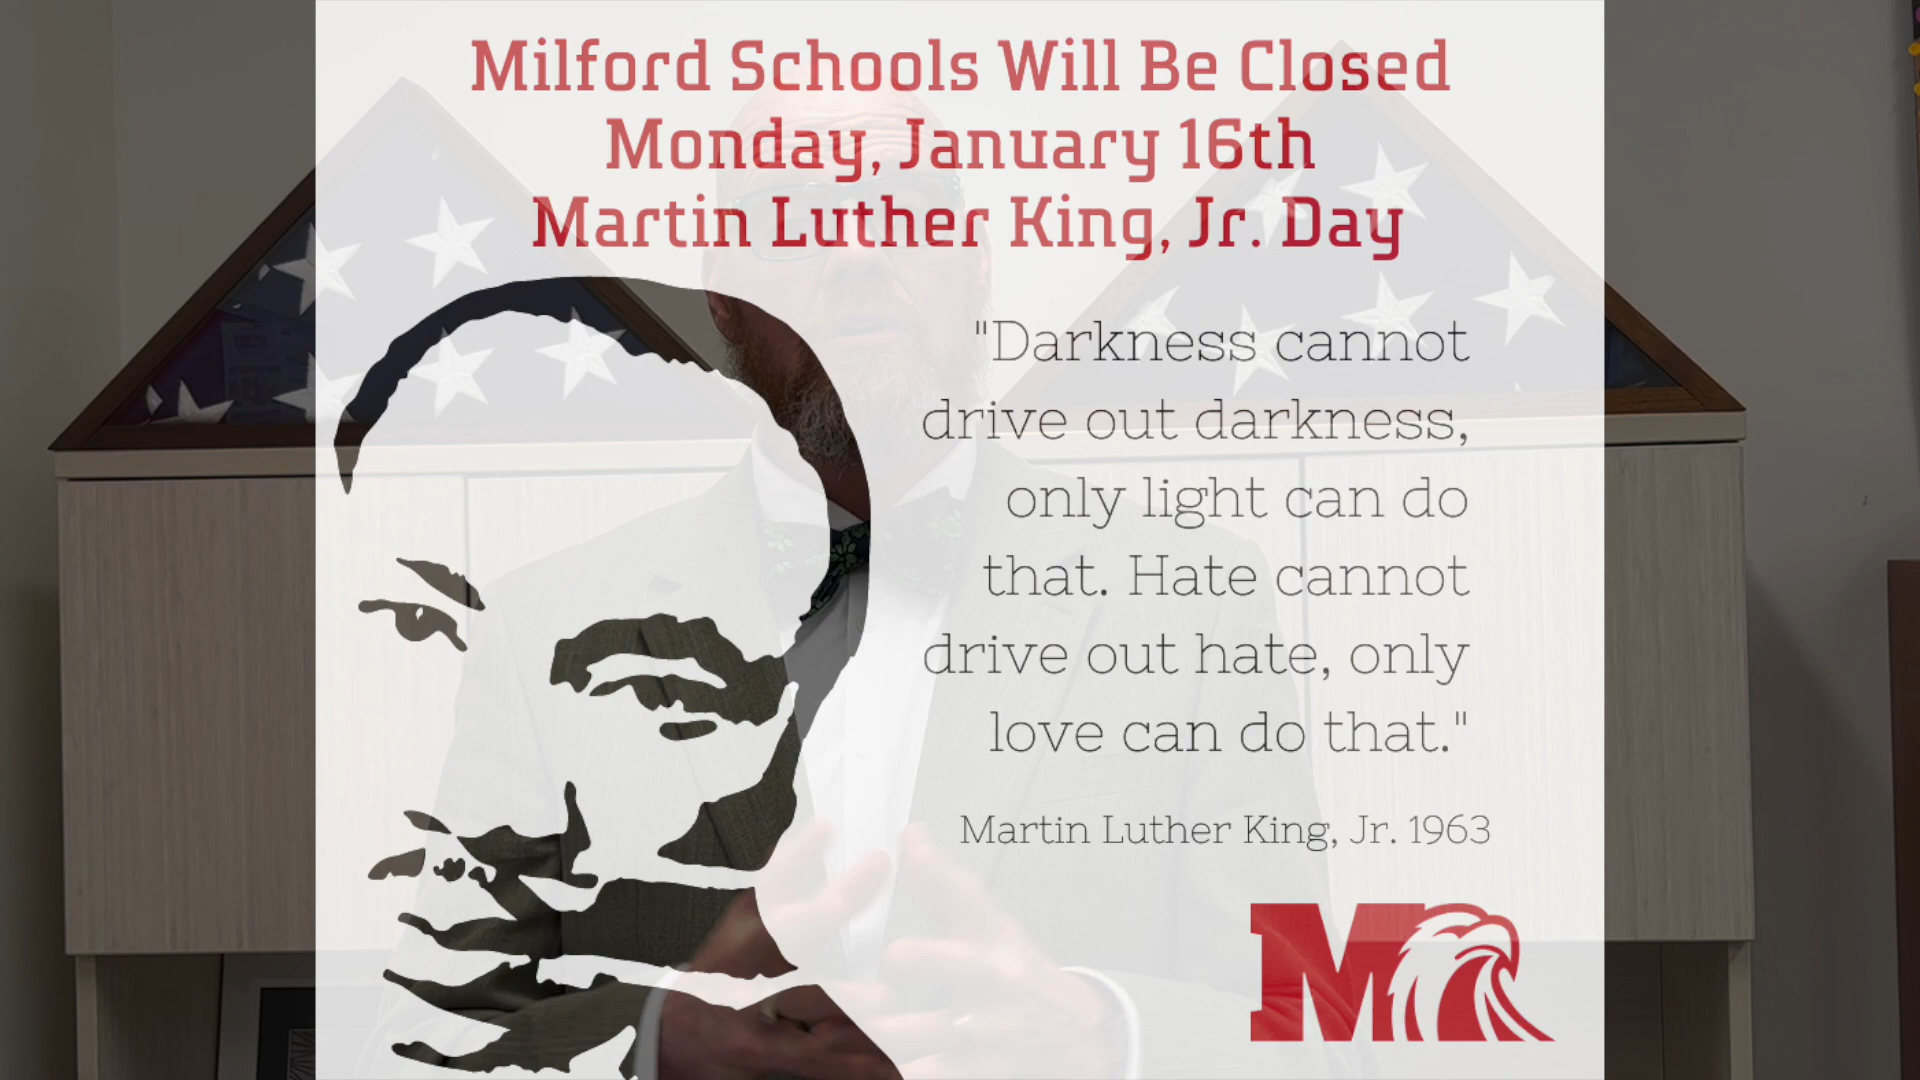 Milford Schools Will Be Closed
Monday, January 16th
Martin Luther King, Jr. Day
"Darkness cannot
drive out darkness,
only light can do
that. Hate cannot
drive out hate, only
love can do that."
Martin Luther King, Jr. 1963
M